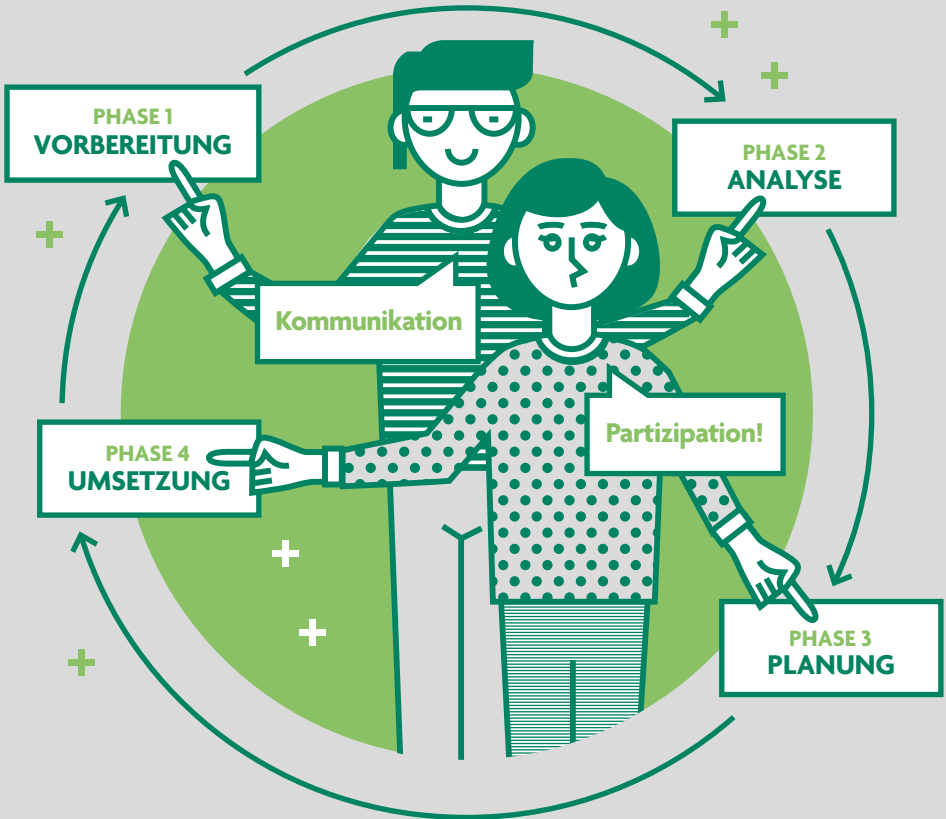 PHASE 1
VORBEREITUNG
PHASE 2
ANALYSE
Kommunikation
Partizipation!
PHASE 4
UMSETZUNG
PHASE 3
PLANUNG